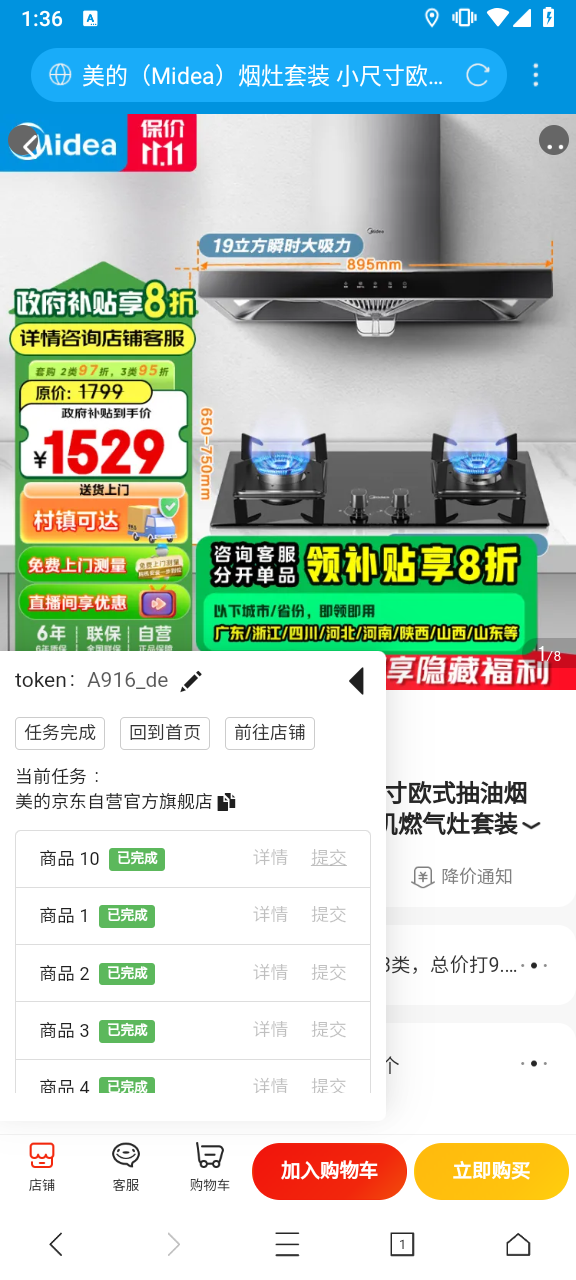 1:36
A
美的（Midea）烟灶套装 小尺寸欧…
Midea
保价
11.11
Midea
19立方瞬时大吸力
895mm
政府补贴享8折
详情咨询店铺客服
套购 2类97折，3类95折
原价: 1799
政府补贴到手价
¥1529
650-750mm
送货上门
村镇可达
免费上门测量
直播间享优惠
6年 联保 自营
咨询客服
分开单品
领补贴享8折
以下城市/省份，即领即用
广东/浙江/四川/河北/河南/陕西/山西/山东等
享隐藏福利
1/8
token： A916_de
任务完成
回到首页
前往店铺
当前任务：
美的京东自营官方旗舰店
商品 10 已完成 详情 提交
商品 1 已完成 详情 提交
商品 2 已完成 详情 提交
商品 3 已完成 详情 提交
商品 4 已完成 详情 提交
寸欧式抽油烟
几燃气灶套装
降价通知
3类，总价打9.…
个
店铺
客服
购物车
加入购物车
立即购买
1